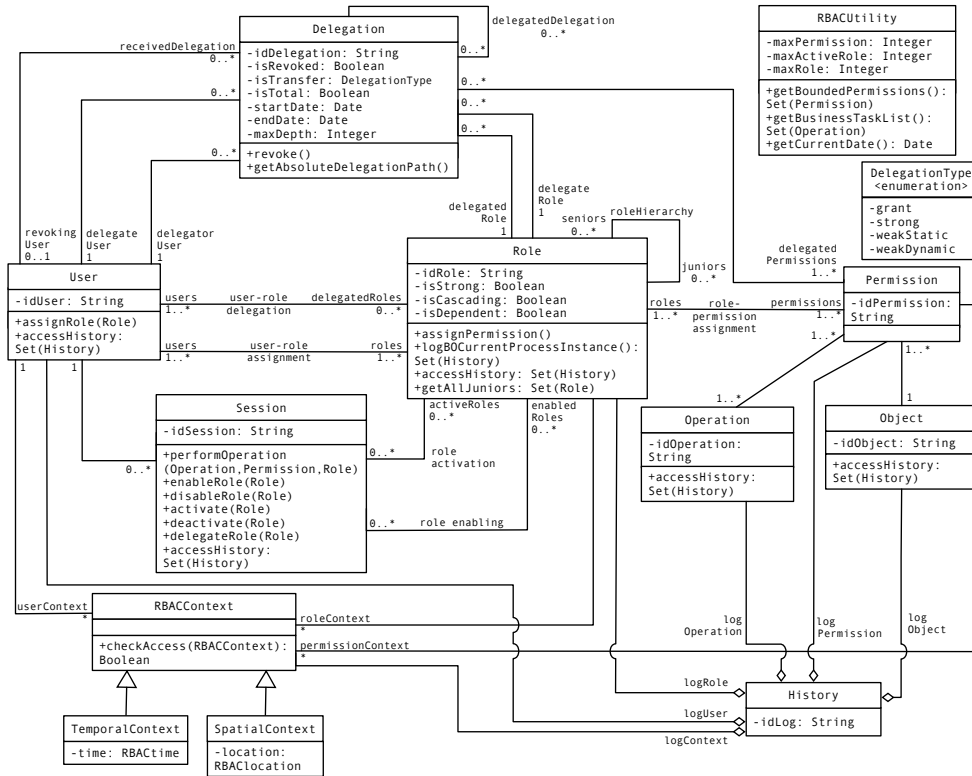 Delegation
-idDelegation: String
-isRevoked: Boolean
-isTransfer: DelegationType
-isTotal: Boolean
-startDate: Date
-endDate: Date
-maxDepth: Integer
+revoke()
+getAbsoluteDelegationPath()
delegatedDelegation
0..*
0..*
receivedDelegation
0..*
0..*
0..*
0..*
0..*
0..*
RBACUtility
-maxPermission: Integer
-maxActiveRole: Integer
-maxRole: Integer
+getBoundedPermissions():
Set(Permission)
+getBusinessTaskList():
Set(Operation)
+getCurrentDate(): Date
DelegationType
<enumeration>
-grant
-strong
-weakStatic
-weakDynamic
revoking
User
0..1
delegate
User
1
delegator
User
1
delegated
Role
1
delegate
Role
1
seniors
0..*
roleHierarchy
juniors
0..*
delegated
Permissions
1..*
User
-idUser: String
+assignRole(Role)
+accessHistory:
Set(History)
users
1..*
user-role
delegation
delegatedRoles
0..*
users
1..*
user-role
assignment
roles
1..*
Role
-idRole: String
-isStrong: Boolean
-isCascading: Boolean
-isDependent: Boolean
+assignPermission()
+logBOCurrentProcessInstance():
Set(History)
+accessHistory: Set(History)
+getAllJuniors: Set(Role)
roles
1..*
role-
permission
assignment
permissions
1..*
Permission
-idPermission:
String
1..*
1..*
1..*
1
1
1
Session
-idSession: String
+performOperation
(Operation,Permission,Role)
+enableRole(Role)
+disableRole(Role)
+activate(Role)
+deactivate(Role)
+delegateRole(Role)
+accessHistory:
Set(History)
0..*
activeRoles
0..*
enabled
Roles
0..*
0..*
role
activation
0..*
role enabling
Operation
-idOperation:
String
+accessHistory:
Set(History)
Object
-idObject: String
+accessHistory:
Set(History)
userContext
*
RBACContext
+checkAccess(RBACContext):
Boolean
roleContext
*
permissionContext
*
log
Operation
log
Permission
log
Object
logRole
logUser
logContext
History
-idLog: String
TemporalContext
-time: RBACtime
SpatialContext
-location:
RBAClocation